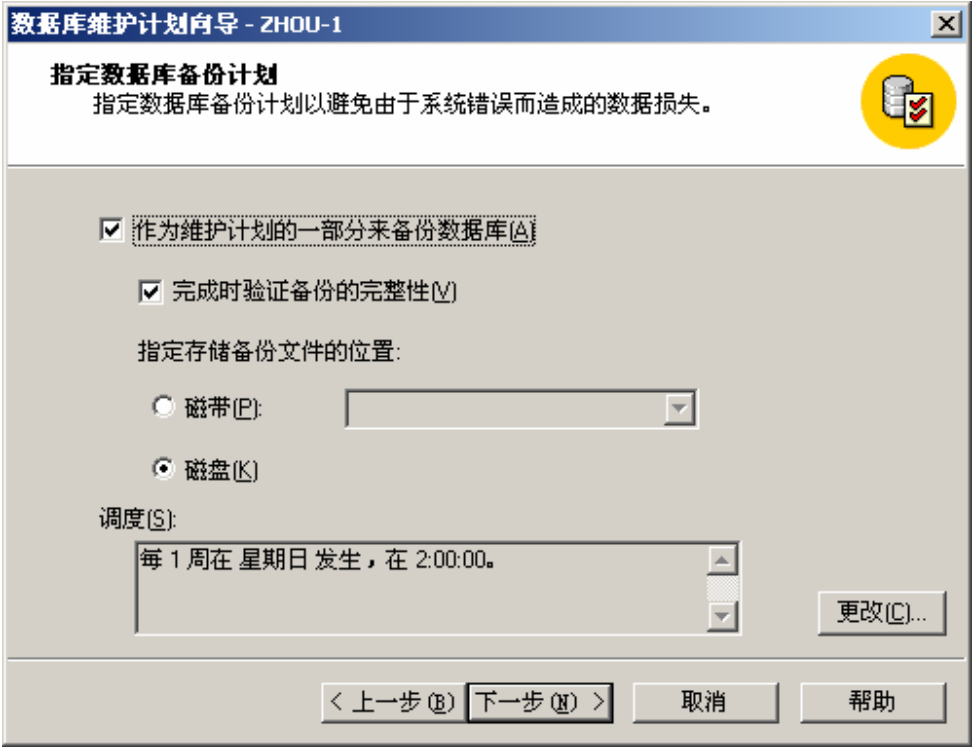 数据库维护计划向导 - ZHOU-1
指定数据库备份计划
指定数据库备份计划以避免由于系统错误而造成的数据损失。
作为维护计划的一部分来备份数据库(A)
完成时验证备份的完整性(V)
指定存储备份文件的位置:
磁带(P):
磁盘(K)
调度(S):
每 1 周在 星期日 发生，在 2:00:00。
更改(C)...
< 上一步(B) 下一步(N) > 取消 帮助